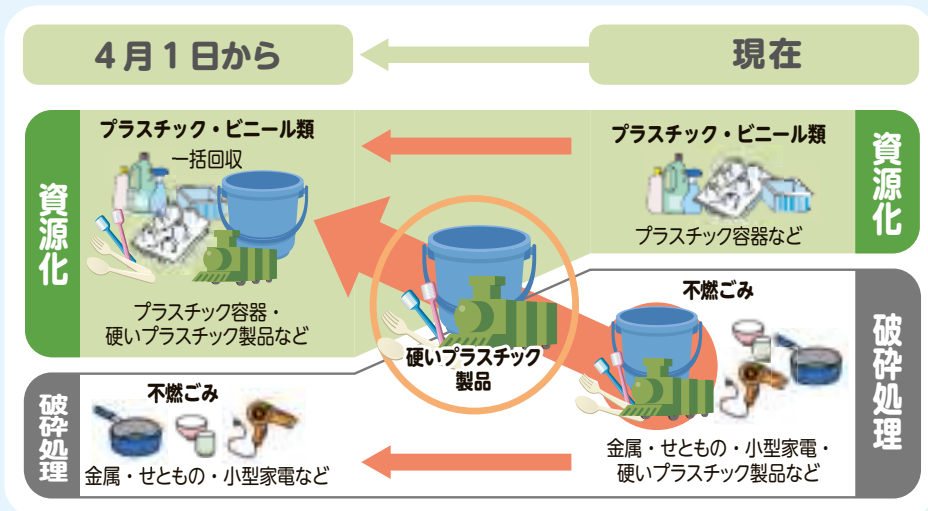 4月1日から
現在
資源化
プラスチック・ビニール類
一括回収
プラスチック容器・
硬いプラスチック製品など
プラスチック・ビニール類
プラスチック容器など
資源化
硬いプラスチック
製品
不燃ごみ
金属・せともの・小型家電・
硬いプラスチック製品など
破砕処理
破砕処理
不燃ごみ
金属・せともの・小型家電など